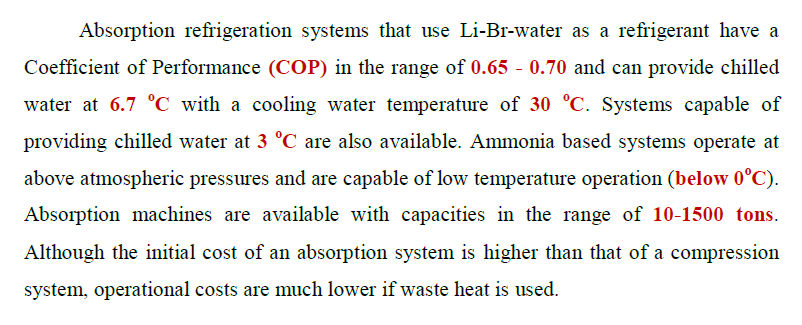 Absorption refrigeration systems that use Li-Br-water as a refrigerant have a
Coefficient of Performance (COP) in the range of 0.65 - 0.70 and can provide chilled
water at 6.7 ⁰C with a cooling water temperature of 30 ⁰C. Systems capable of
providing chilled water at 3 ⁰C are also available. Ammonia based systems operate at
above atmospheric pressures and are capable of low temperature operation (below 0⁰C).
Absorption machines are available with capacities in the range of 10-1500 tons.
Although the initial cost of an absorption system is higher than that of a compression
system, operational costs are much lower if waste heat is used.